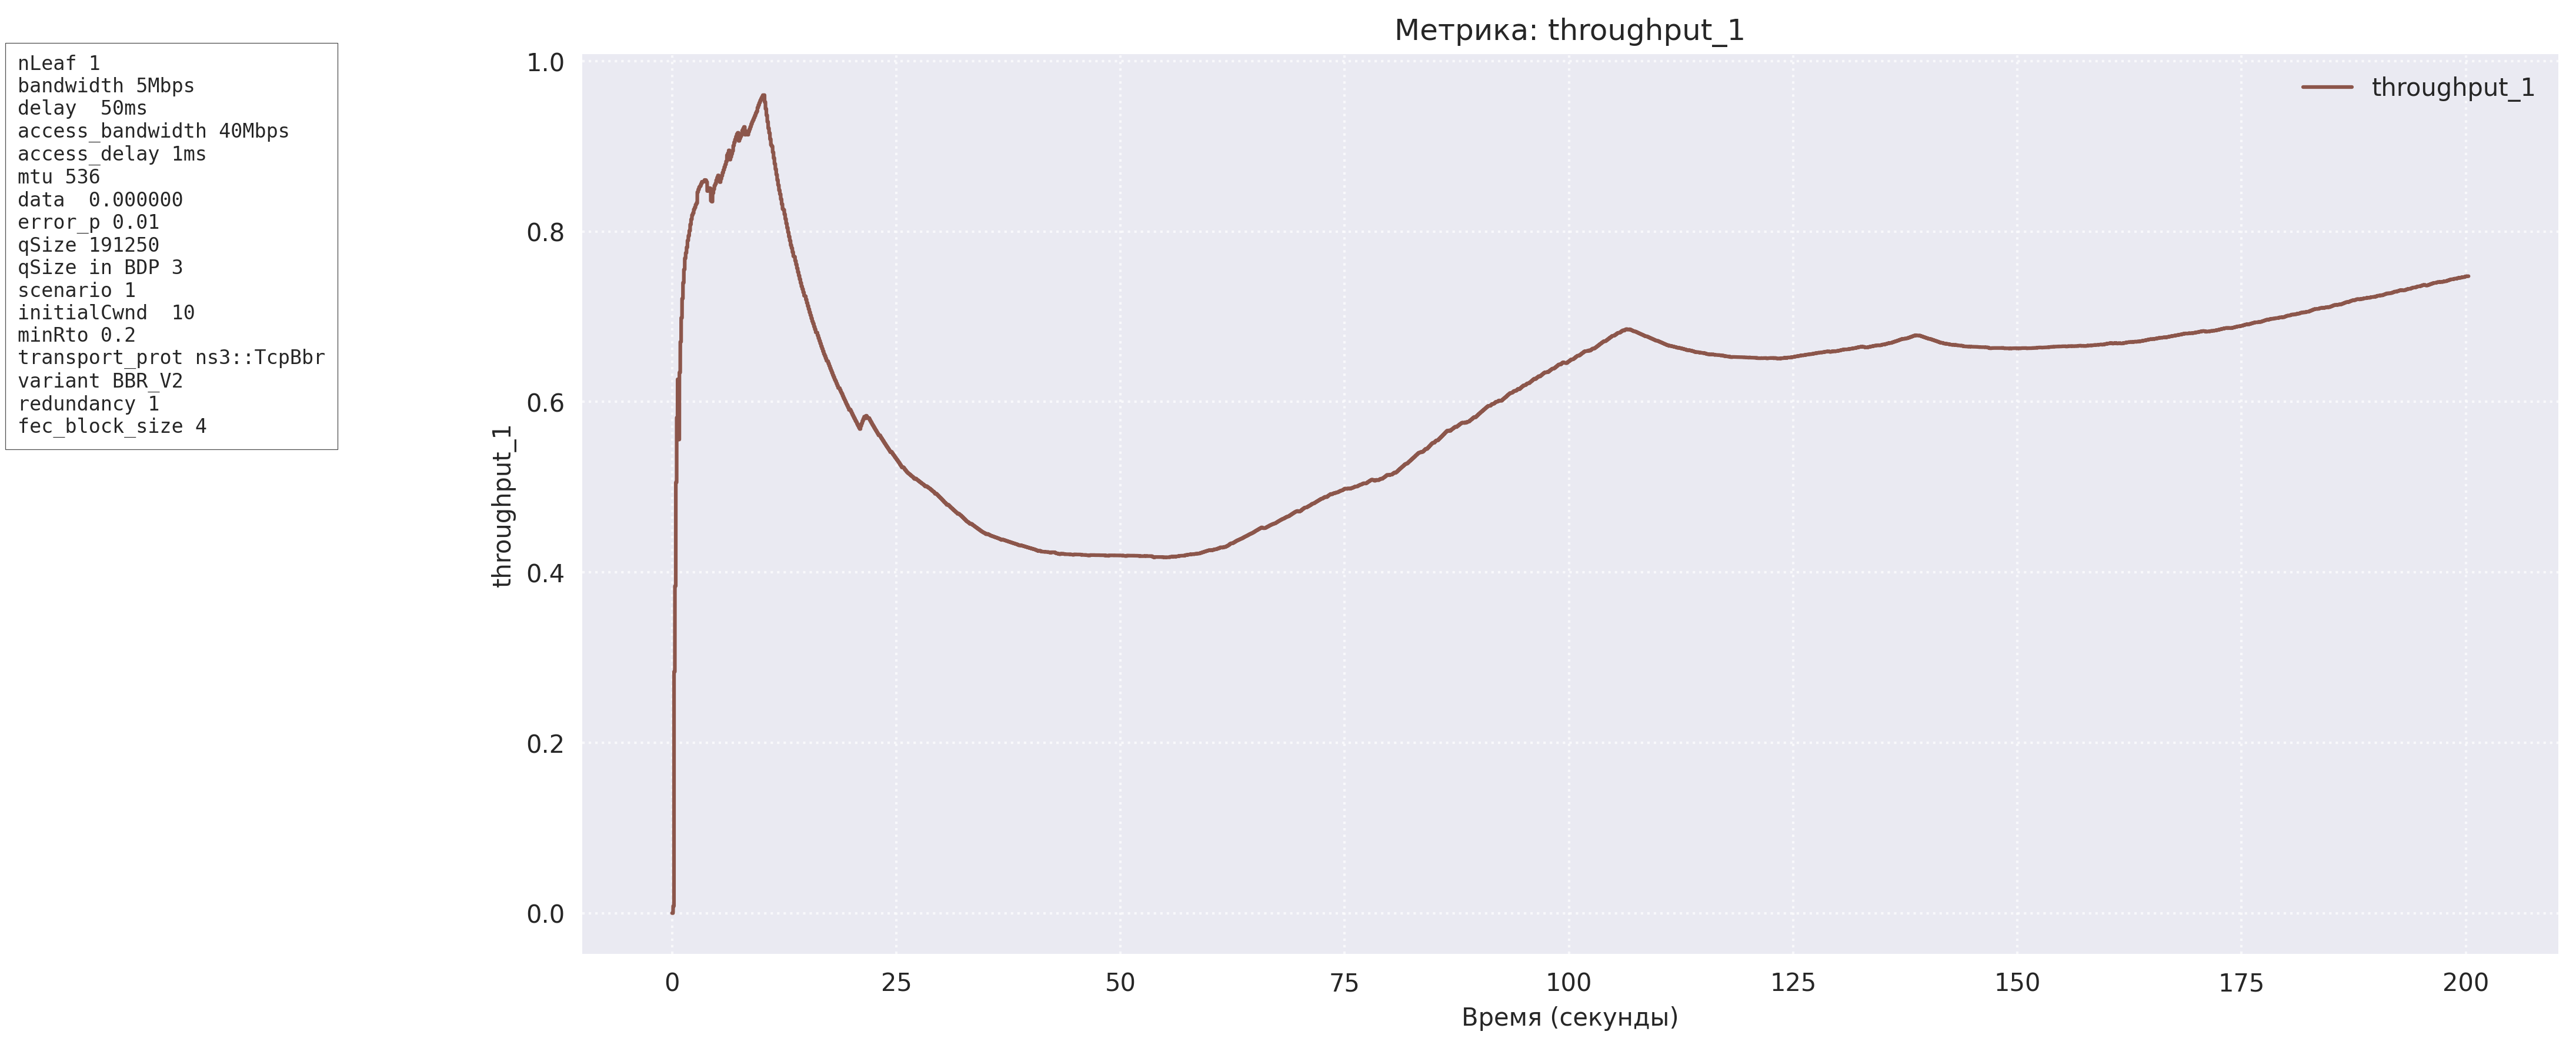 Метрика: throughput_1
nLeaf 1
bandwidth 5Mbps
delay  50ms
access_bandwidth 40Mbps
access_delay 1ms
mtu 536
data  0.000000
error_p 0.01
qSize 191250
qSize in BDP 3
scenario 1
initialCwnd  10
minRto 0.2
transport_prot ns3::TcpBbr
variant BBR_V2
redundancy 1
fec_block_size 4
throughput_1
throughput_1
1.0
0.8
0.6
0.4
0.2
0.0
0 25 50 75 100 125 150 175 200
Время (секунды)